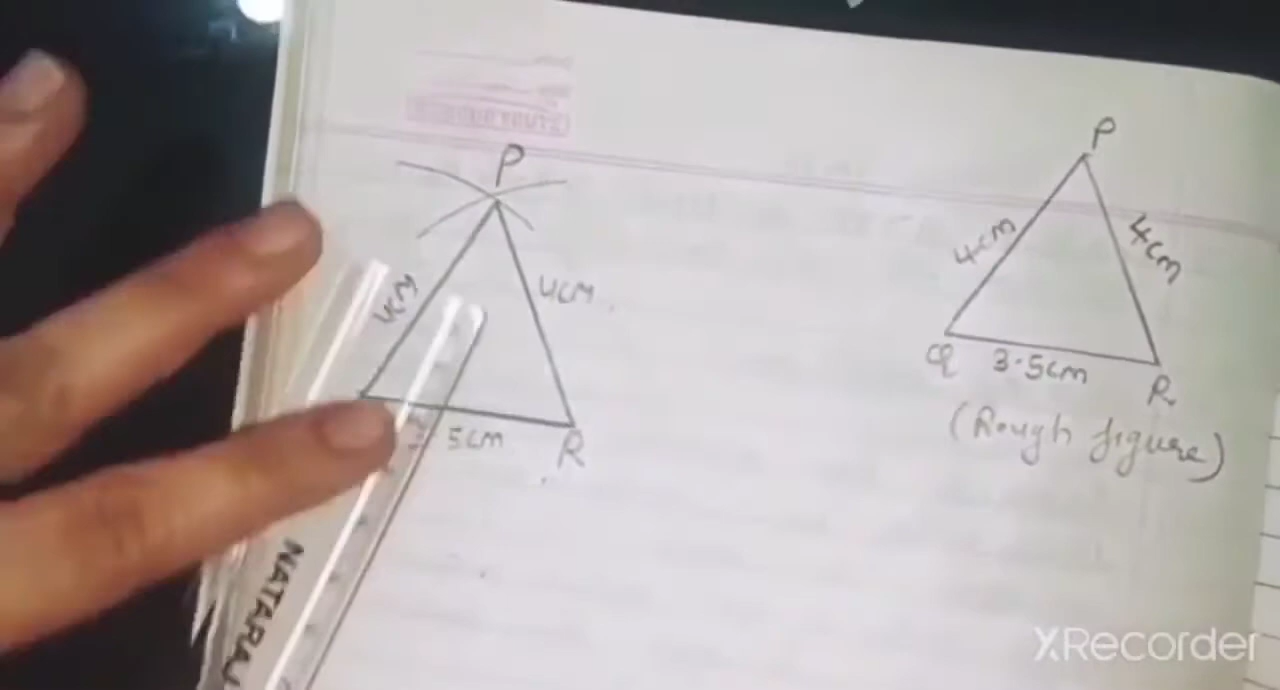 P
4cm
4cm
5cm
R
P
4cm
4cm
Q 3.5cm R
(Rough figure)
NATARAJ
XRecorder